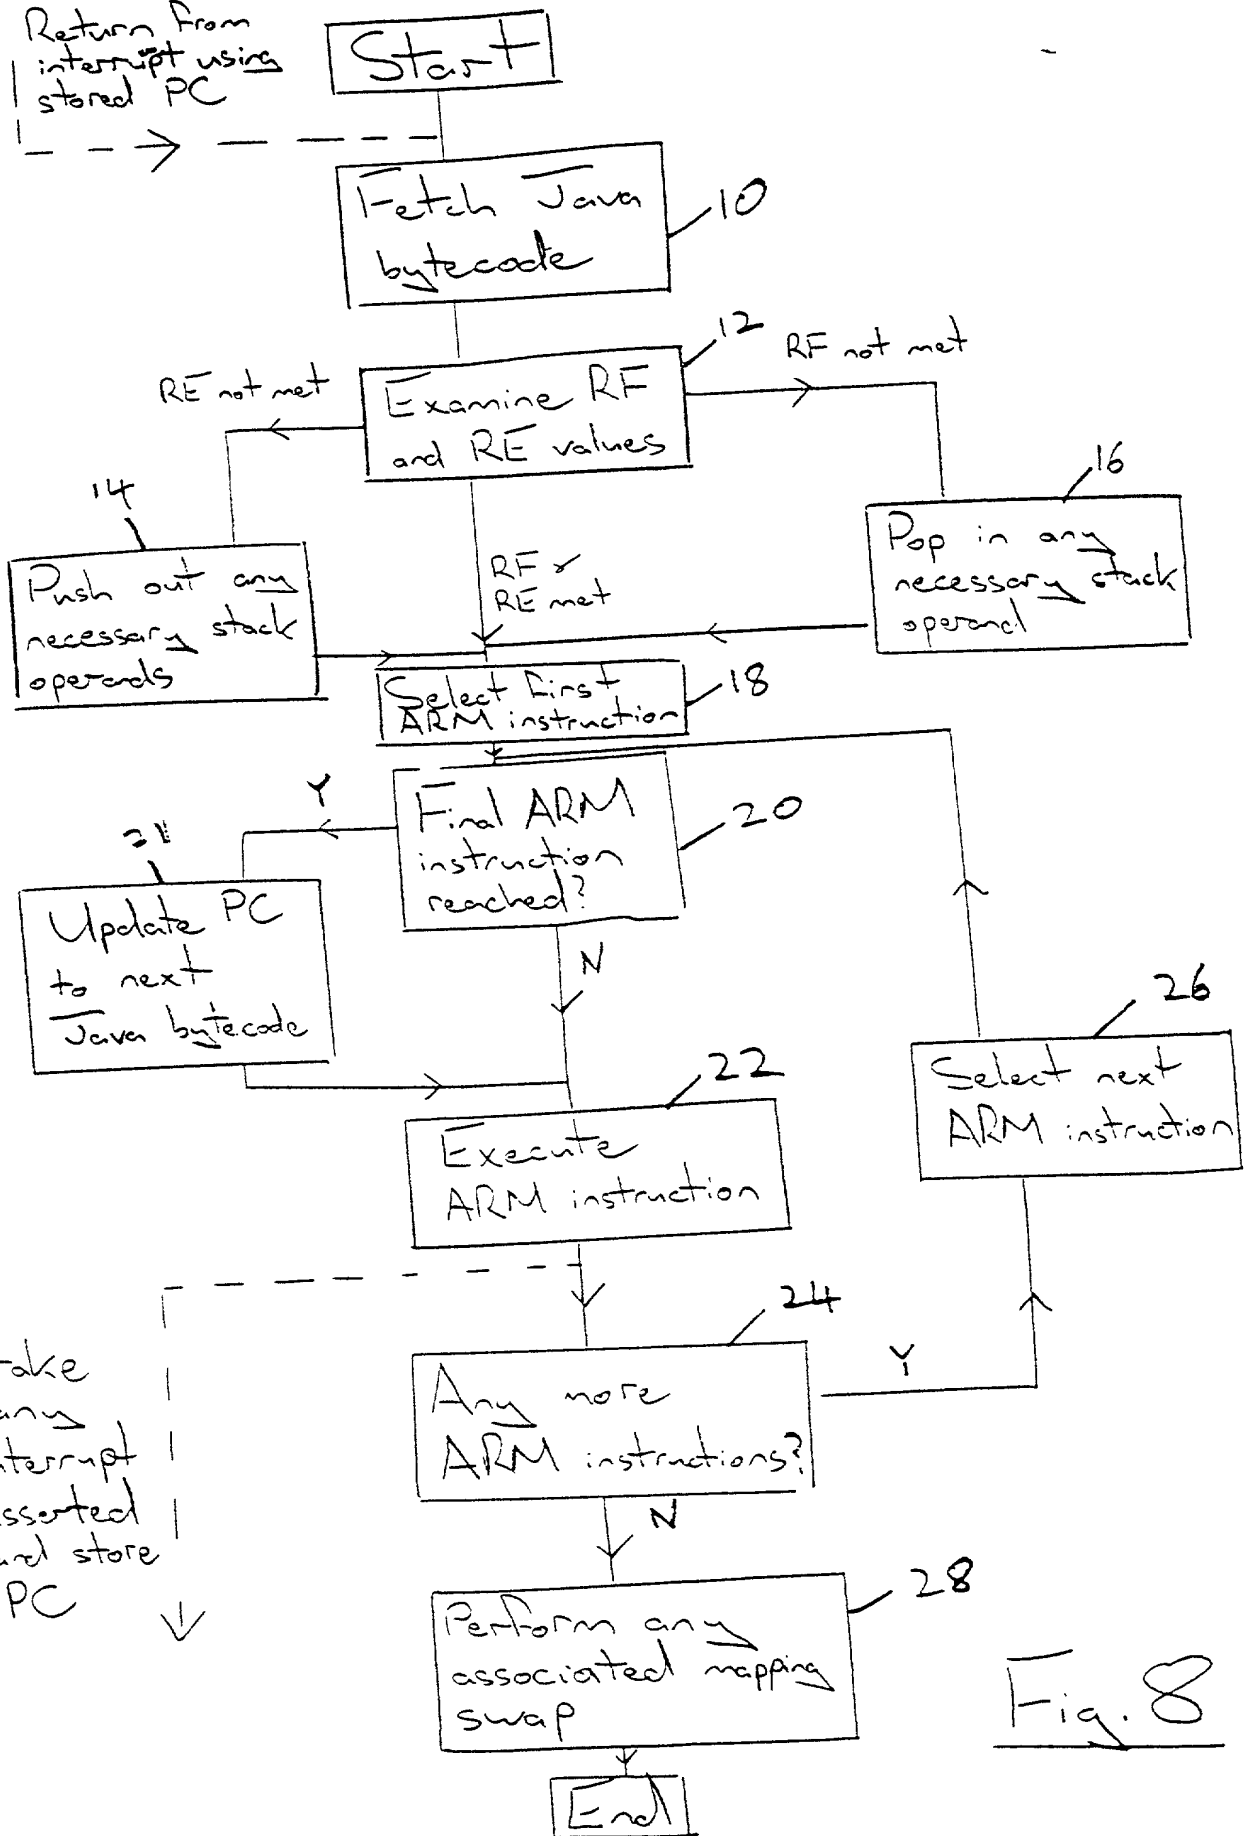 Return from
interrupt using
stored PC
Start
Fetch Java
bytecode
10
12
RF not met
RE not met
Examine RF
and RE values
14
16
Push out any
necessary stack
operands
RF &
RE met
Pop in any
necessary stack
operand
Select first
ARM instruction
18
Y
Final ARM
instruction
reached?
20
21
Update PC
to next
Java bytecode
N
26
Select next
ARM instruction
22
Execute
ARM instruction
24
Any more
ARM instructions?
Y
take
any
nterrupt
sserted
nd store
PC
N
28
Perform any
associated mapping
swap
Fig. 8
End